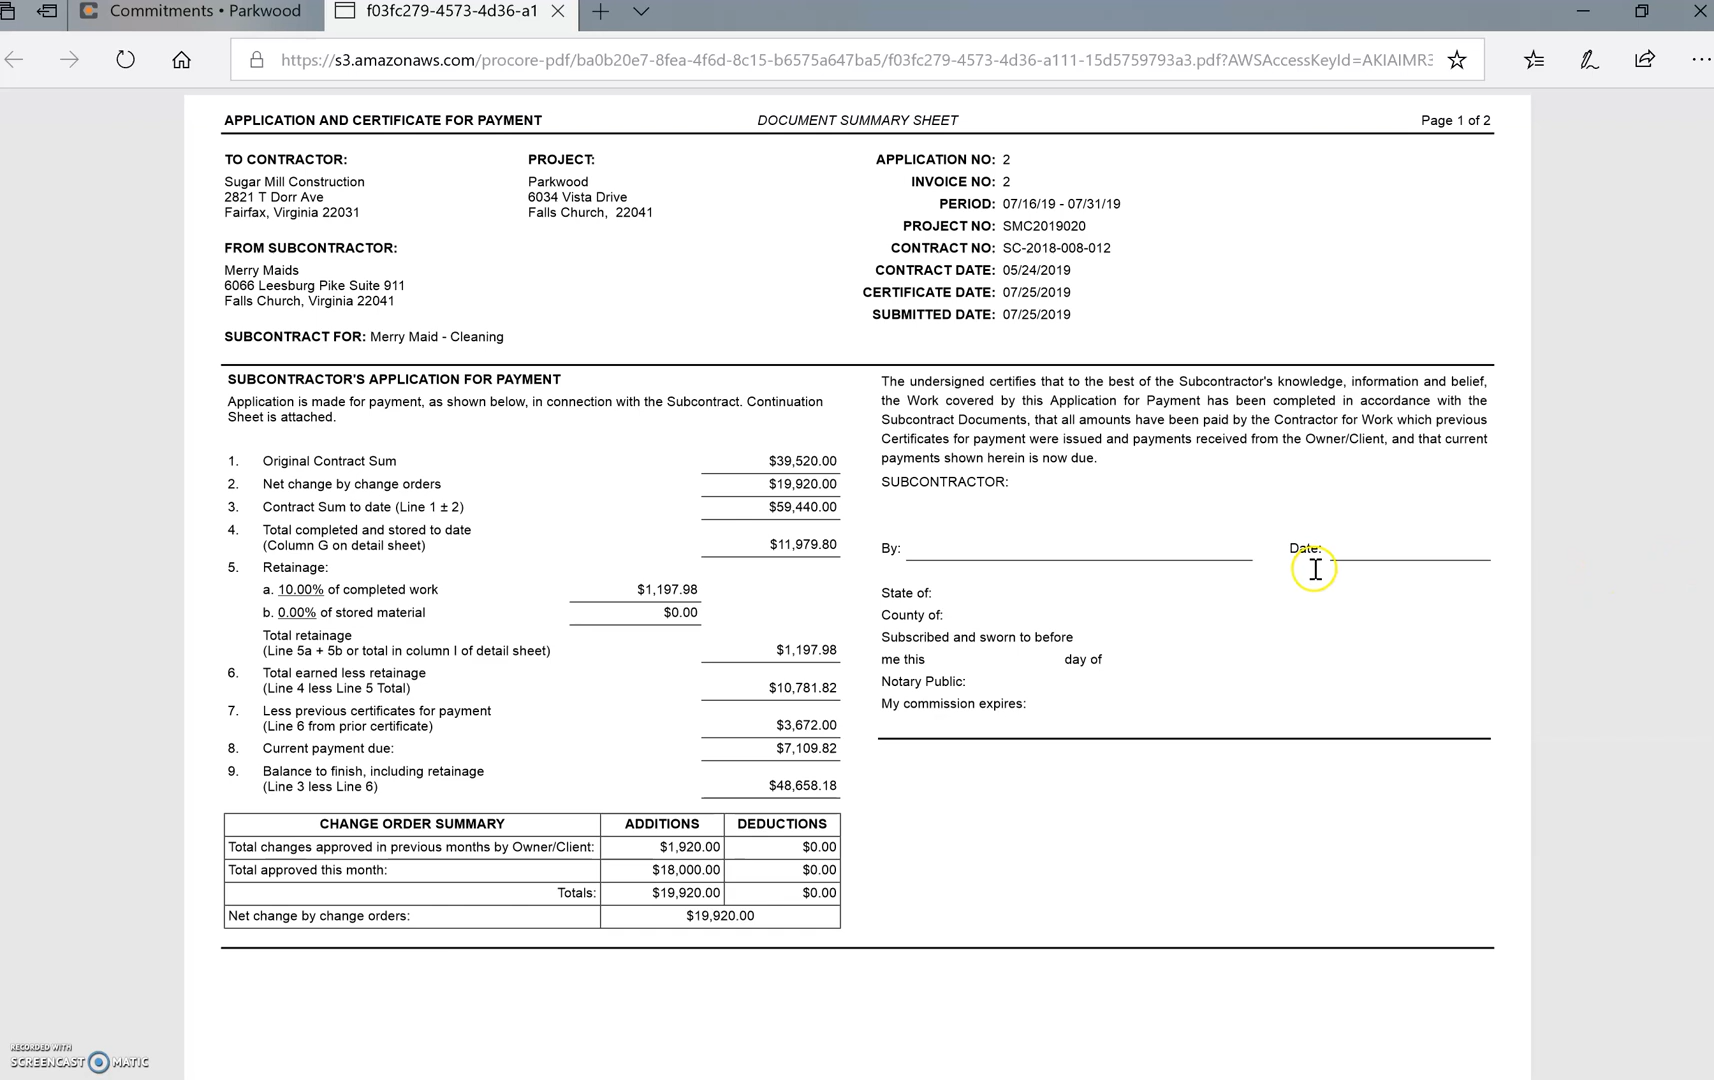 Commitments • Parkwood
f03fc279-4573-4d36-a1
https://s3.amazonaws.com/procore-pdf/ba0b20e7-8fea-4f6d-8c15-b6575a647ba5/f03fc279-4573-4d36-a111-15d5759793a3.pdf?AWSAccessKeyId=AKIAIMR3
APPLICATION AND CERTIFICATE FOR PAYMENT DOCUMENT SUMMARY SHEET Page 1 of 2
TO CONTRACTOR:
Sugar Mill Construction
2821 T Dorr Ave
Fairfax, Virginia 22031
PROJECT:
Parkwood
6034 Vista Drive
Falls Church, 22041
FROM SUBCONTRACTOR:
Merry Maids
6066 Leesburg Pike Suite 911
Falls Church, Virginia 22041
SUBCONTRACT FOR: Merry Maid - Cleaning
APPLICATION NO: 2
INVOICE NO: 2
PERIOD: 07/16/19 - 07/31/19
PROJECT NO: SMC2019020
CONTRACT NO: SC-2018-008-012
CONTRACT DATE: 05/24/2019
CERTIFICATE DATE: 07/25/2019
SUBMITTED DATE: 07/25/2019
SUBCONTRACTOR'S APPLICATION FOR PAYMENT
Application is made for payment, as shown below, in connection with the Subcontract. Continuation
Sheet is attached.
1. Original Contract Sum $39,520.00
2. Net change by change orders $19,920.00
3. Contract Sum to date (Line 1 ± 2) $59,440.00
4. Total completed and stored to date
(Column G on detail sheet) $11,979.80
5. Retainage:
a. 10.00% of completed work $1,197.98
b. 0.00% of stored material $0.00
Total retainage
(Line 5a + 5b or total in column I of detail sheet) $1,197.98
6. Total earned less retainage
(Line 4 less Line 5 Total) $10,781.82
7. Less previous certificates for payment
(Line 6 from prior certificate) $3,672.00
8. Current payment due: $7,109.82
9. Balance to finish, including retainage
(Line 3 less Line 6) $48,658.18
CHANGE ORDER SUMMARY ADDITIONS DEDUCTIONS
Total changes approved in previous months by Owner/Client: $1,920.00 $0.00
Total approved this month: $18,000.00 $0.00
Totals: $19,920.00 $0.00
Net change by change orders: $19,920.00
The undersigned certifies that to the best of the Subcontractor's knowledge, information and belief,
the Work covered by this Application for Payment has been completed in accordance with the
Subcontract Documents, that all amounts have been paid by the Contractor for Work which previous
Certificates for payment were issued and payments received from the Owner/Client, and that current
payments shown herein is now due.
SUBCONTRACTOR:
By: Date:
State of:
County of:
Subscribed and sworn to before
me this day of
Notary Public:
My commission expires:
RECORDED WITH
SCREENCAST MATIC